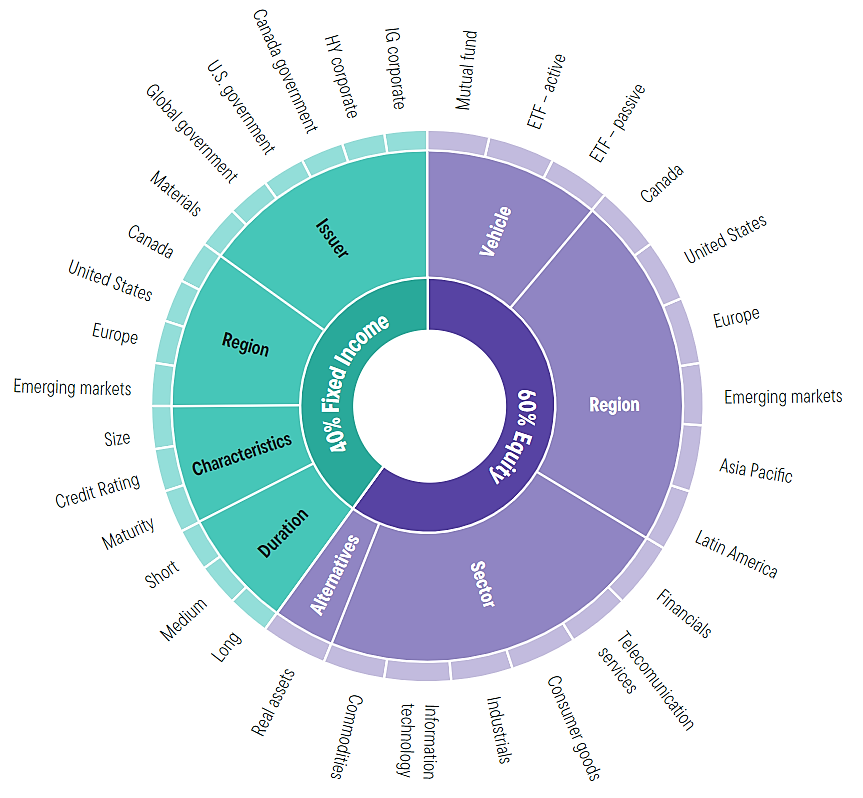 40% Fixed Income
60% Equity
Vehicle
Mutual fund
ETF – active
ETF – passive
Region
Canada
United States
Europe
Emerging markets
Asia Pacific
Latin America
Sector
Financials
Telecomunication
services
Consumer goods
Industrials
Information
technology
Commodities
Alternatives
Real assets
Duration
Long
Medium
Short
Characteristics
Maturity
Credit Rating
Size
Region
Emerging markets
Europe
United States
Canada
Issuer
Materials
Global government
U.S. government
Canada government
HY corporate
IG corporate